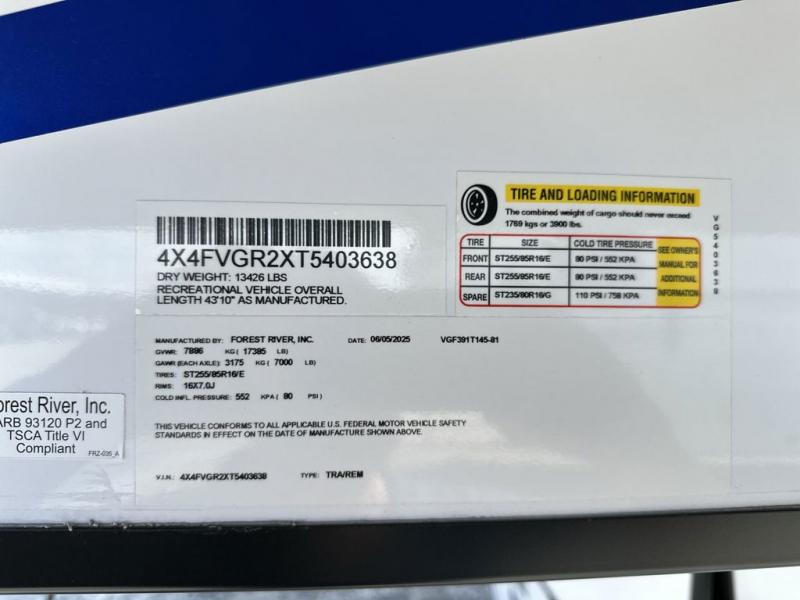 4X4FVGR2XT5403638
DRY WEIGHT: 13426 LBS
RECREATIONAL VEHICLE OVERALL
LENGTH 43'10" AS MANUFACTURED.
TIRE AND LOADING INFORMATION
The combined weight of cargo should never exceed
1769 kgs or 3900 lbs.
TIRE SIZE COLD TIRE PRESSURE
FRONT ST255/85R16/E 80 PSI / 552 KPA
REAR ST255/85R16/E 80 PSI / 552 KPA
SPARE ST235/80R16/G 110 PSI / 758 KPA
SEE OWNER'S
MANUAL FOR
ADDITIONAL
INFORMATION
VG5403638
MANUFACTURED BY: FOREST RIVER, INC. DATE: 06/05/2025 VGF391T145-81
GVWR: 7886 KG ( 17385 LB)
GAWR (EACH AXLE): 3175 KG ( 7000 LB)
TIRES: ST255/85R16/E
RIMS: 16X7.0J
COLD INFL. PRESSURE: 552 KPA ( 80 PSI)
THIS VEHICLE CONFORMS TO ALL APPLICABLE U.S. FEDERAL MOTOR VEHICLE SAFETY
STANDARDS IN EFFECT ON THE DATE OF MANUFACTURE SHOWN ABOVE.
V.I.N.: 4X4FVGR2XT5403638 TYPE: TRA/REM
orest River, Inc.
ARB 93120 P2 and
TSCA Title VI
Compliant
FRZ-035_A